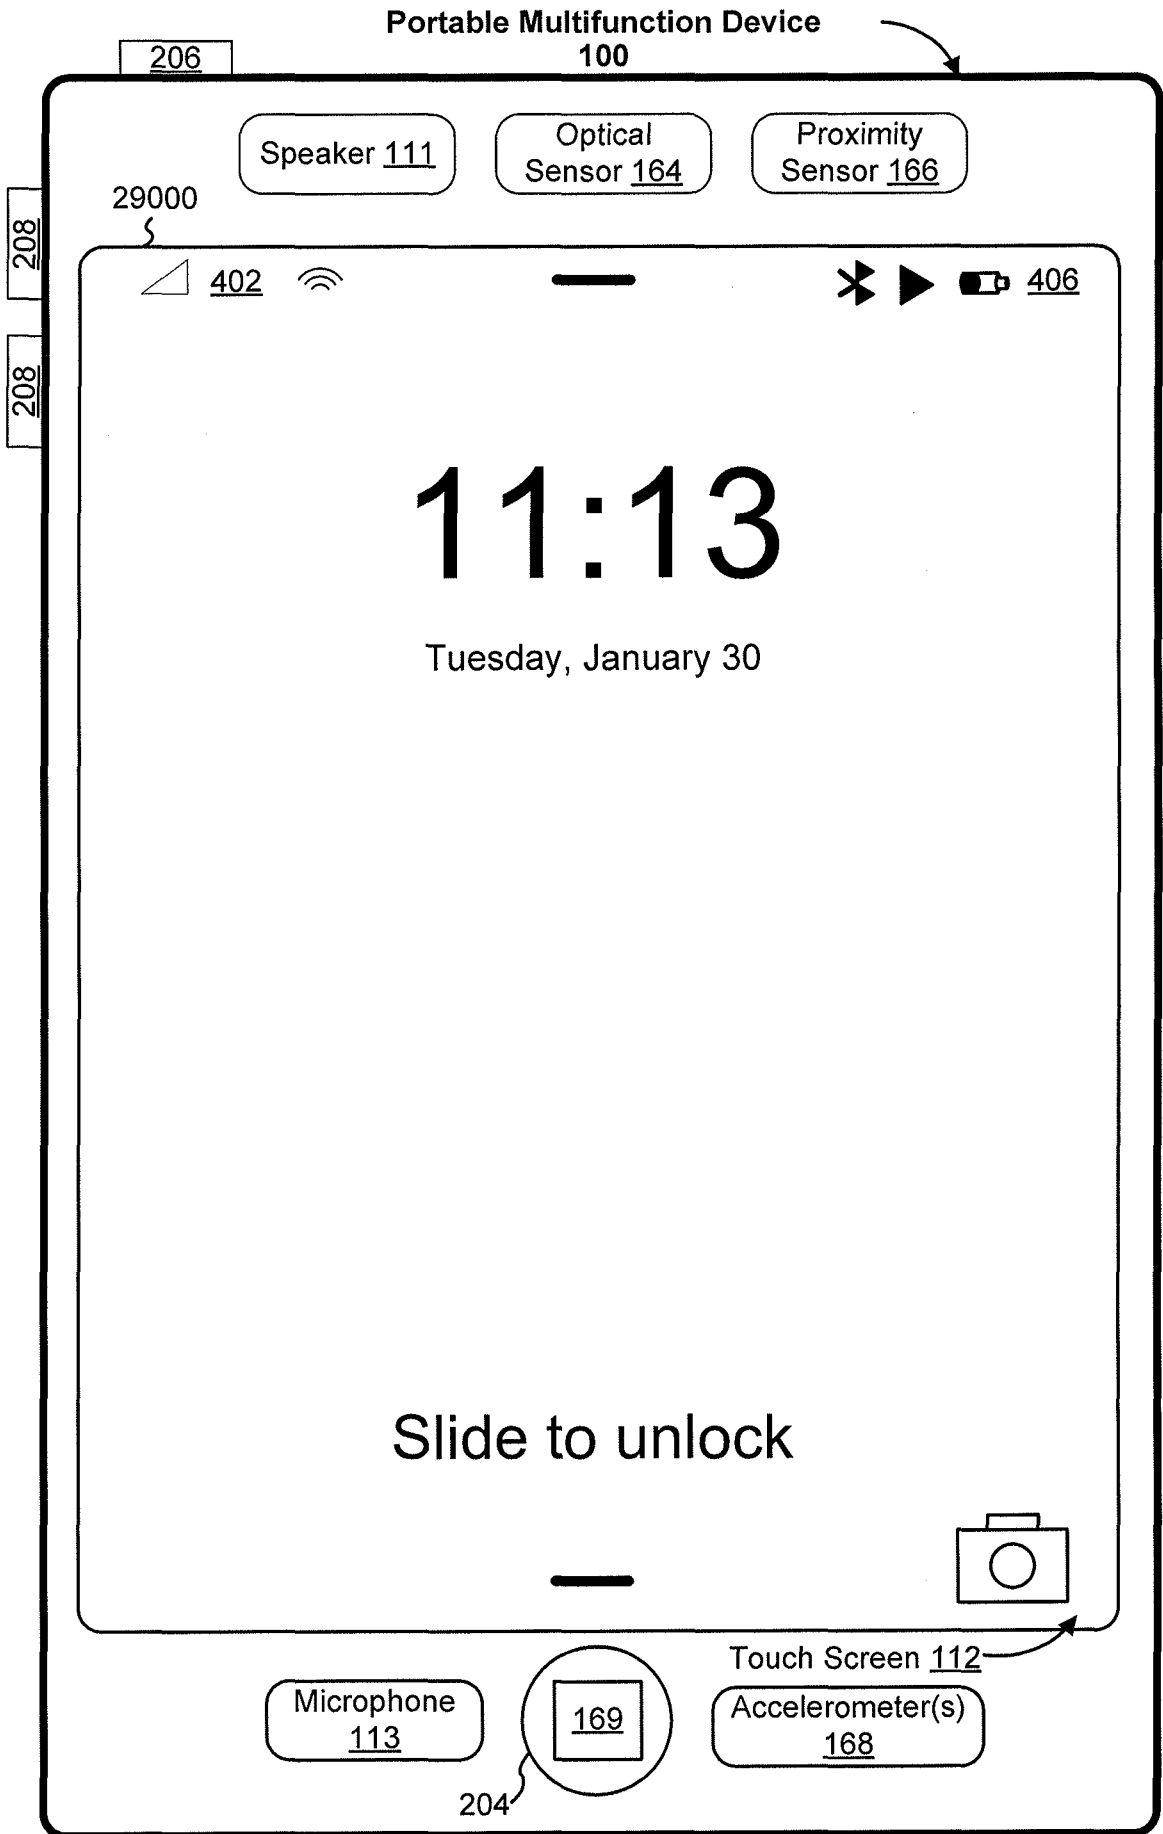 Portable Multifunction Device
100
206
Speaker 111
Optical
Sensor 164
Proximity
Sensor 166
29000
208
402
406
208
11:13
Tuesday, January 30
Slide to unlock
Touch Screen 112
Microphone
113
169
Accelerometer(s)
168
204